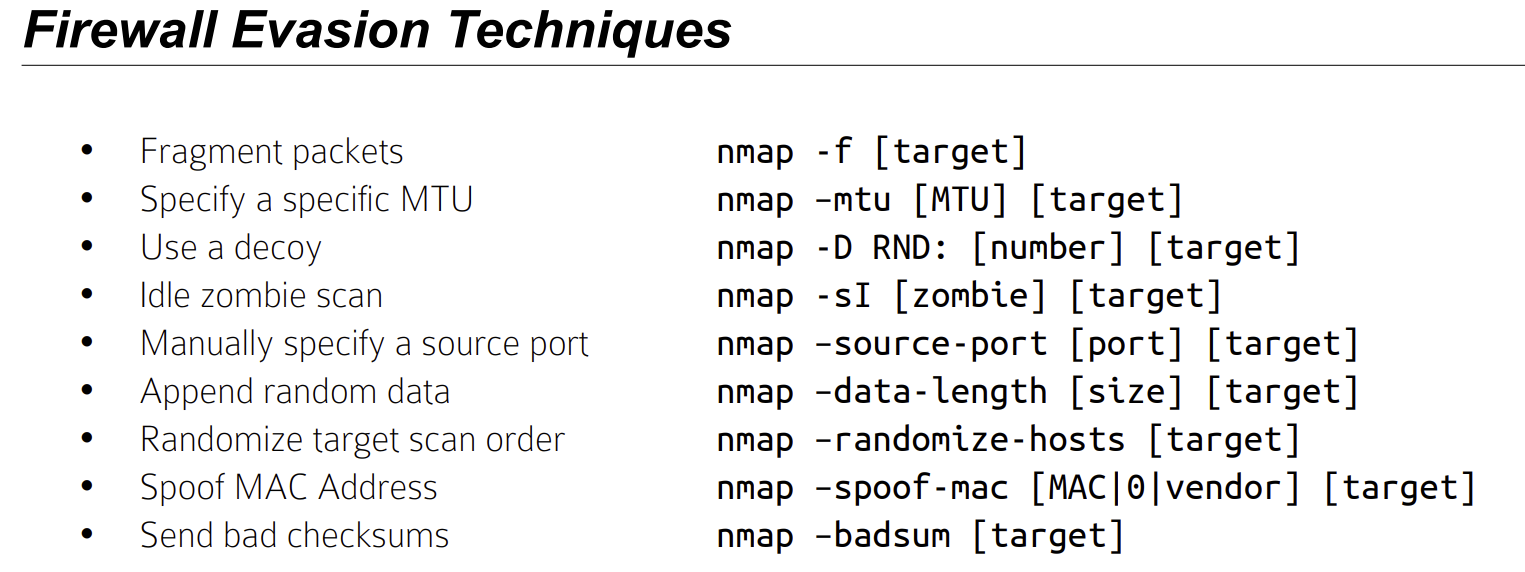 Firewall Evasion Techniques
• Fragment packets nmap -f [target]
• Specify a specific MTU nmap –mtu [MTU] [target]
• Use a decoy nmap -D RND: [number] [target]
• Idle zombie scan nmap -sI [zombie] [target]
• Manually specify a source port nmap –source-port [port] [target]
• Append random data nmap –data-length [size] [target]
• Randomize target scan order nmap –randomize-hosts [target]
• Spoof MAC Address nmap –spoof-mac [MAC|0|vendor] [target]
• Send bad checksums nmap –badsum [target]